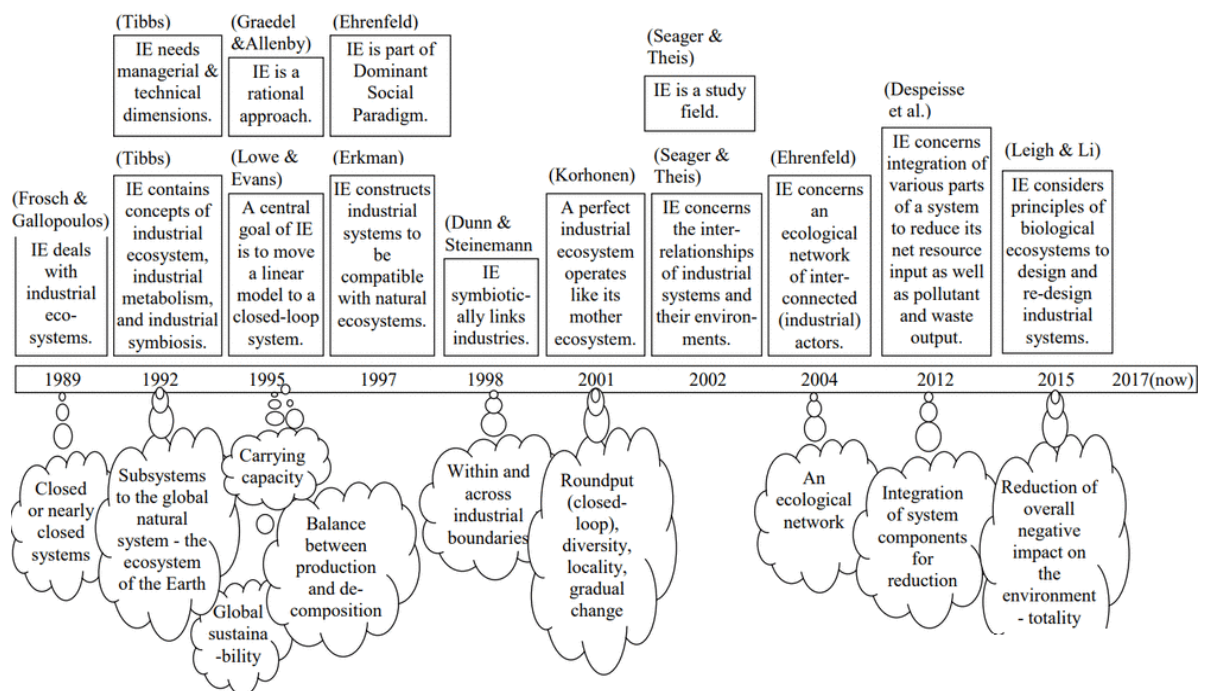 (Tibbs)
IE needs
managerial &
technical
dimensions.
(Graedel
&Allenby)
IE is a
rational
approach.
(Ehrenfeld)
IE is part of
Dominant
Social
Paradigm.
(Seager &
Theis)
IE is a study
field.
(Frosch &
Gallopoulos)
IE deals
with
industrial
eco-
systems.
(Tibbs)
IE contains
concepts of
industrial
ecosystem,
industrial
metabolism,
and industrial
symbiosis.
(Lowe &
Evans)
A central
goal of IE
is to move
a linear
model to a
closed-loop
system.
(Erkman)
IE constructs
industrial
systems to
be
compatible
with natural
ecosystems.
(Dunn &
Steinemann
IE
symbiotic-
ally links
industries.
(Korhonen)
A perfect
industrial
ecosystem
operates
like its
mother
ecosystem.
(Seager &
Theis)
IE concerns
the inter-
relationships
of industrial
systems and
their environ-
ments.
(Ehrenfeld)
IE concerns
an
ecological
network
of inter-
connected
(industrial)
actors.
(Despeisse
et al.)
IE concerns
integration of
various parts
of a system
to reduce its
net resource
input as well
as pollutant
and waste
output.
(Leigh & Li)
IE considers
principles of
biological
ecosystems to
design and
re-design
industrial
systems.
1989 1992 1995 1997 1998 2001 2002 2004 2012 2015 2017(now)
Closed
or nearly
closed
systems
Subsystems
to the global
natural
system - the
ecosystem
of the Earth
Carrying
capacity
Global
sustaina
-bility
Balance
between
production
and de-
composition
Within and
across
industrial
boundaries
Roundput
(closed-
loop),
diversity,
locality,
gradual
change
An
ecological
network
Integration
of system
components
for
reduction
Reduction of
overall
negative
impact on
the
environment
- totality